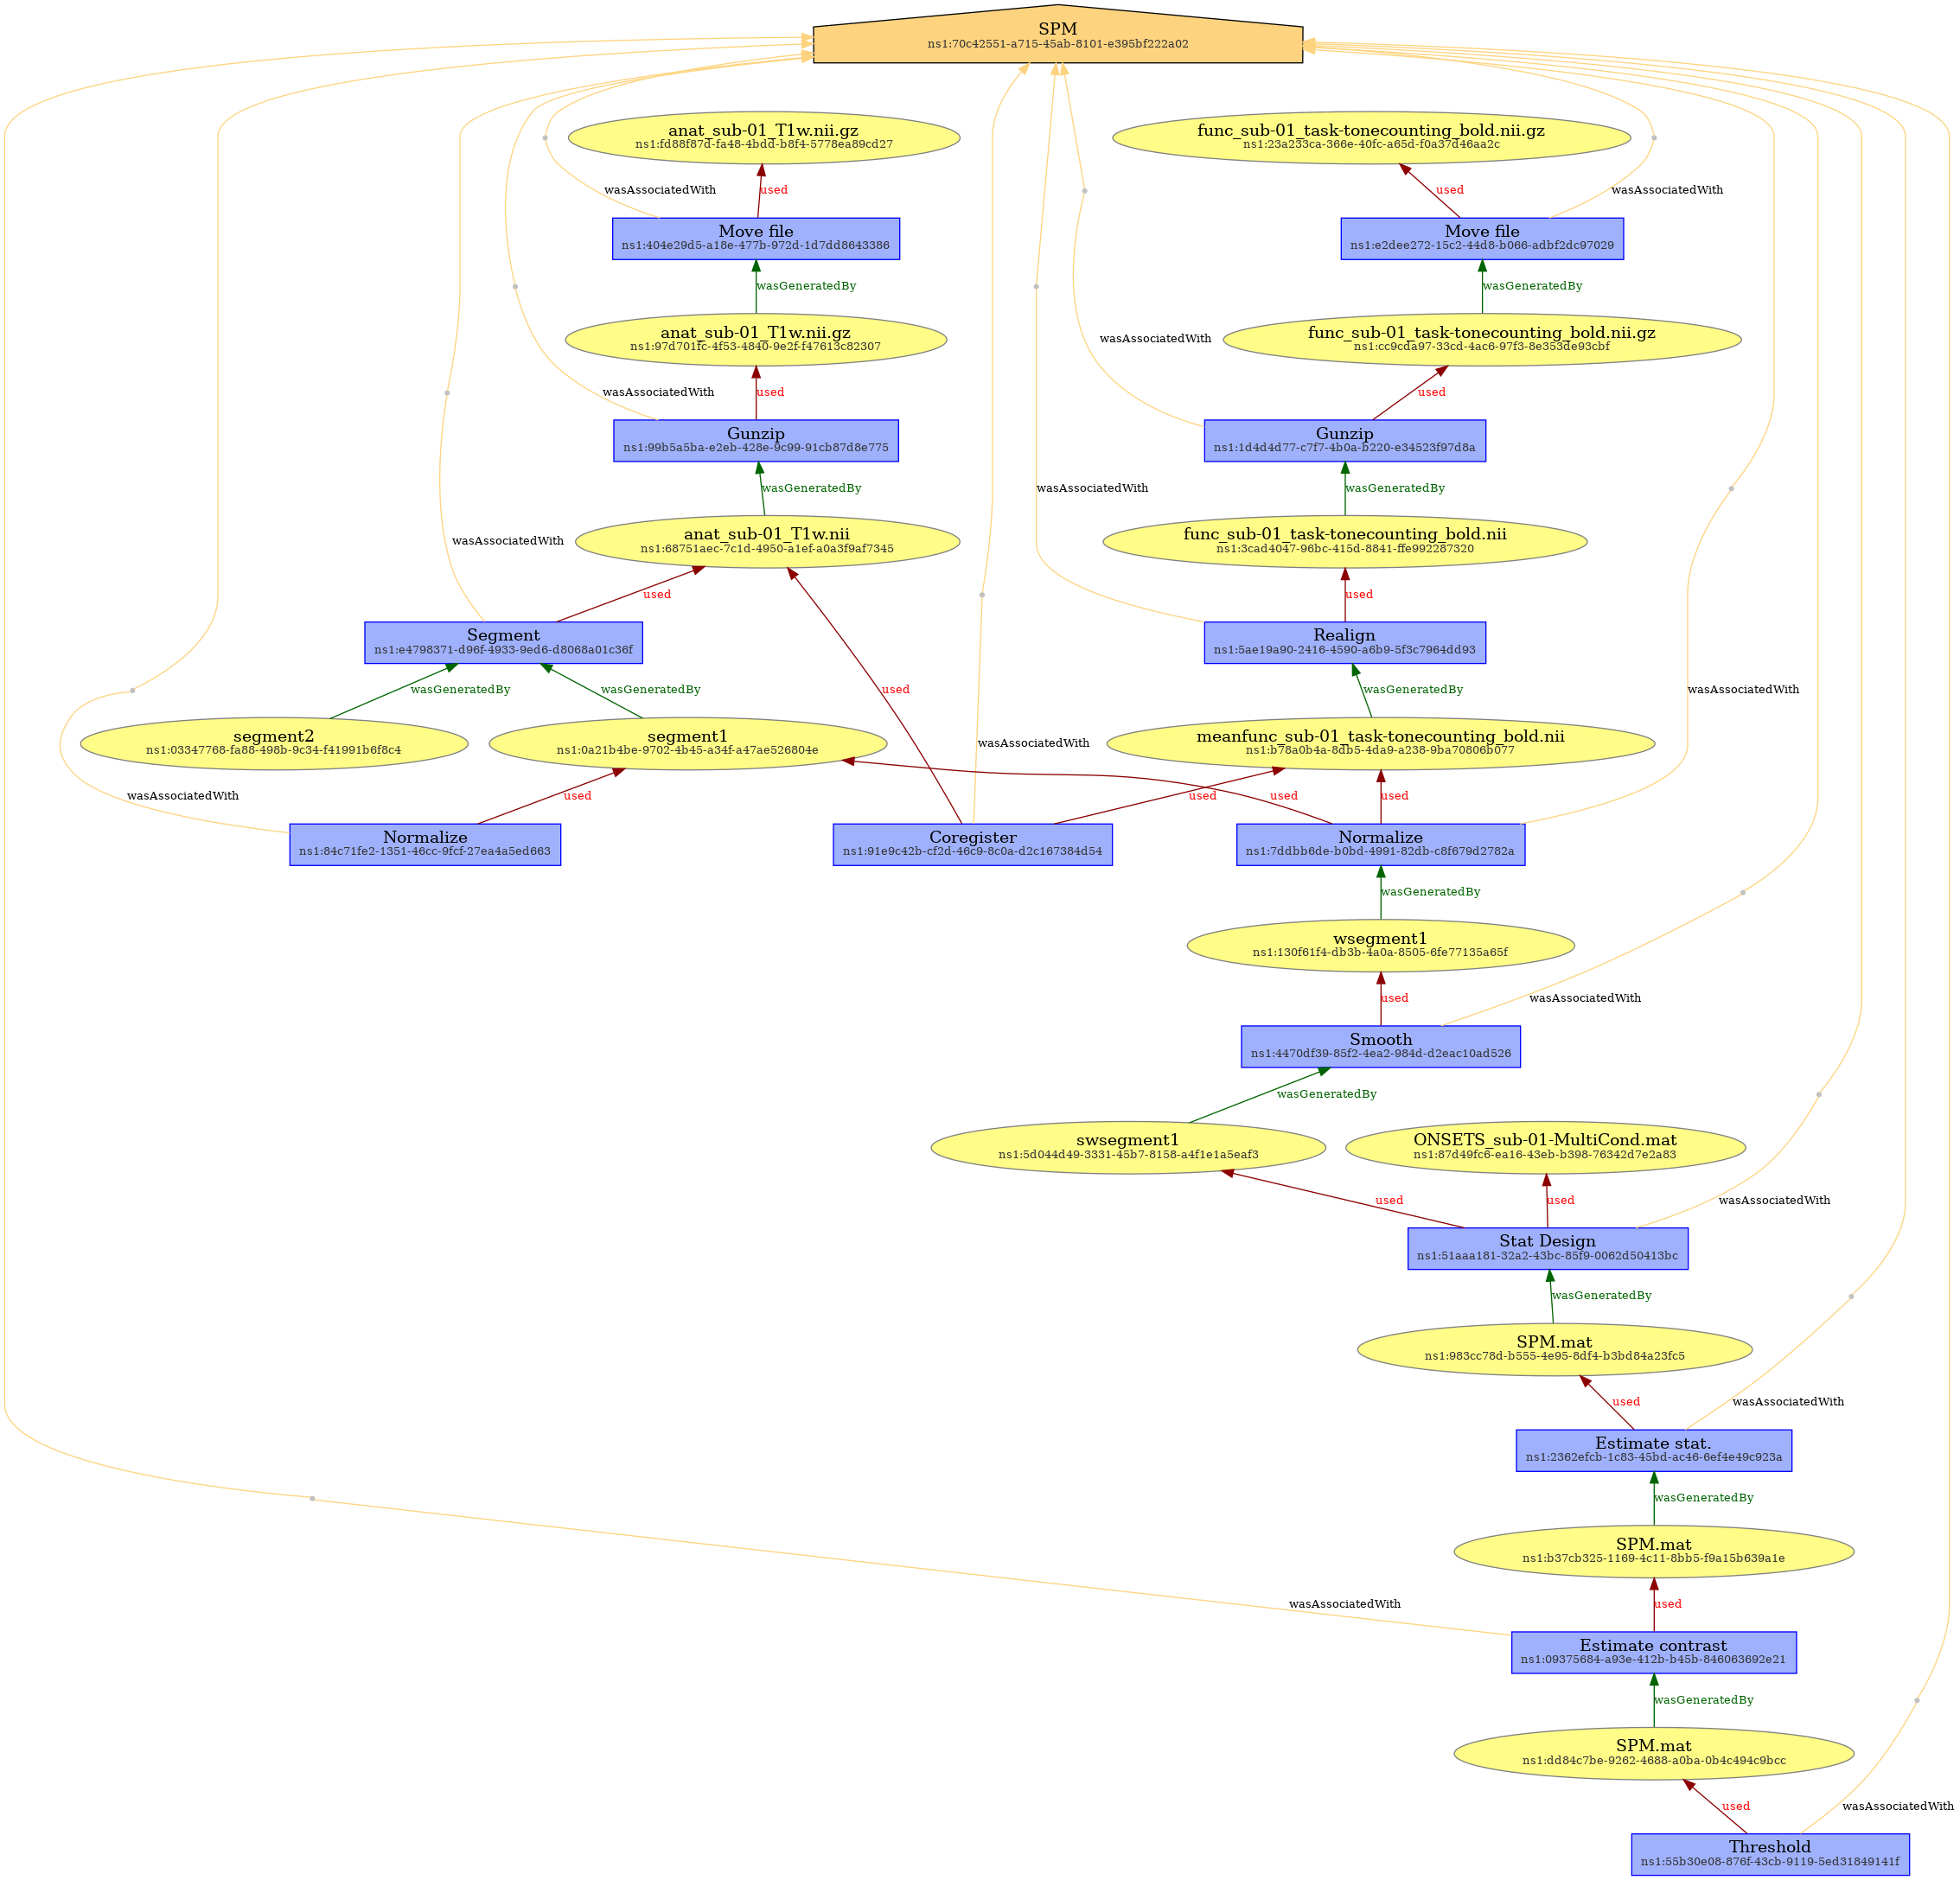 SPM
ns1:70c42551-a715-45ab-8101-e395bf222a02
anat_sub-01_T1w.nii.gz
ns1:fd88f87d-fa48-4bdd-b8f4-5778ea89cd27
func_sub-01_task-tonecounting_bold.nii.gz
ns1:23a233ca-366e-40fc-a65d-f0a37d46aa2c
wasAssociatedWith
used
used
wasAssociatedWith
Move file
ns1:404e29d5-a18e-477b-972d-1d7dd8643386
Move file
ns1:e2dee272-15c2-44d8-b066-adbf2dc97029
wasGeneratedBy
wasGeneratedBy
anat_sub-01_T1w.nii.gz
ns1:97d701fc-4f53-4840-9e2f-f47613c82307
wasAssociatedWith
func_sub-01_task-tonecounting_bold.nii.gz
ns1:cc9cda97-33cd-4ac6-97f3-8e353de93cbf
wasAssociatedWith
used
used
Gunzip
ns1:99b5a5ba-e2eb-428e-9c99-91cb87d8e775
Gunzip
ns1:1d4d4d77-c7f7-4b0a-b220-e34523f97d8a
wasGeneratedBy
wasAssociatedWith
wasGeneratedBy
wasAssociatedWith
anat_sub-01_T1w.nii
ns1:68751aec-7c1d-4950-a1ef-a0a3f9af7345
func_sub-01_task-tonecounting_bold.nii
ns1:3cad4047-96bc-415d-8841-ffe992287320
used
used
Segment
ns1:e4798371-d96f-4933-9ed6-d8068a01c36f
Realign
ns1:5ae19a90-2416-4590-a6b9-5f3c7964dd93
wasGeneratedBy
wasGeneratedBy
used
wasGeneratedBy
wasAssociatedWith
segment2
ns1:03347768-fa88-498b-9c34-f41991b6f8c4
segment1
ns1:0a21b4be-9702-4b45-a34f-a47ae526804e
wasAssociatedWith
meanfunc_sub-01_task-tonecounting_bold.nii
ns1:b78a0b4a-8db5-4da9-a238-9ba70806b077
wasAssociatedWith
used
used
used
used
Normalize
ns1:84c71fe2-1351-46cc-9fcf-27ea4a5ed663
Coregister
ns1:91e9c42b-cf2d-46c9-8c0a-d2c167384d54
Normalize
ns1:7ddbb6de-b0bd-4991-82db-c8f679d2782a
wasGeneratedBy
wsegment1
ns1:130f61f4-db3b-4a0a-8505-6fe77135a65f
used
wasAssociatedWith
Smooth
ns1:4470df39-85f2-4ea2-984d-d2eac10ad526
wasGeneratedBy
swsegment1
ns1:5d044d49-3331-45b7-8158-a4f1e1a5eaf3
ONSETS_sub-01-MultiCond.mat
ns1:87d49fc6-ea16-43eb-b398-76342d7e2a83
used
used
wasAssociatedWith
Stat Design
ns1:51aaa181-32a2-43bc-85f9-0062d50413bc
wasGeneratedBy
SPM.mat
ns1:983cc78d-b555-4e95-8df4-b3bd84a23fc5
used
wasAssociatedWith
Estimate stat.
ns1:2362efcb-1c83-45bd-ac46-6ef4e49c923a
wasGeneratedBy
SPM.mat
ns1:b37cb325-1169-4c11-8bb5-f9a15b639a1e
wasAssociatedWith
used
Estimate contrast
ns1:09375684-a93e-412b-b45b-846063692e21
wasGeneratedBy
SPM.mat
ns1:dd84c7be-9262-4688-a0ba-0b4c494c9bcc
used
wasAssociatedWith
Threshold
ns1:55b30e08-876f-43cb-9119-5ed31849141f